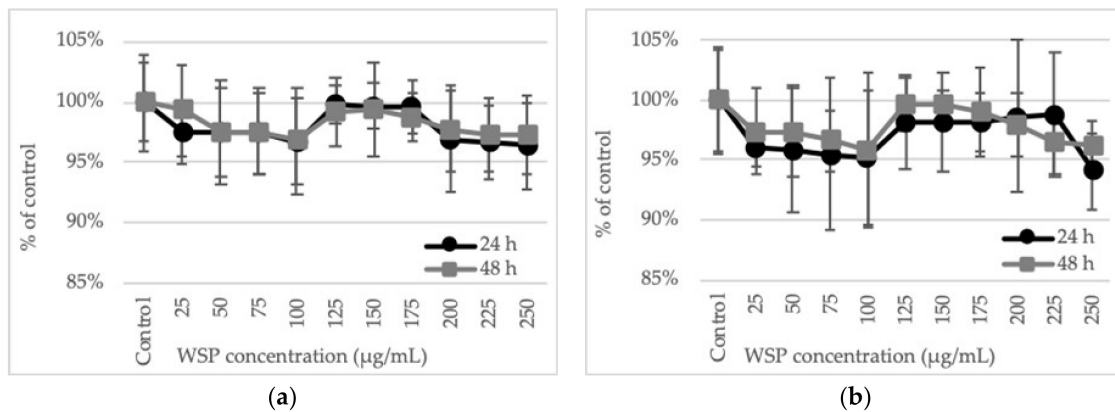 105%
100%
95%
90%
85%
% of control
24 h
48 h
Control
25
50
75
100
125
150
175
200
225
250
WSP concentration (µg/mL)
(a)
105%
100%
95%
90%
85%
% of control
24 h
48 h
Control
25
50
75
100
125
150
175
200
225
250
WSP concentration (µg/mL)
(b)